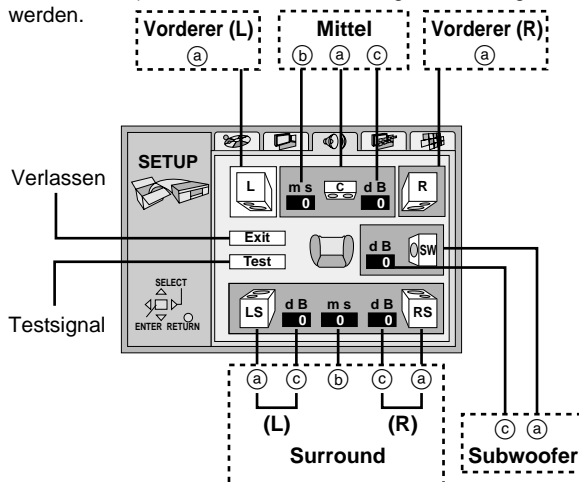 werden.
Vorderer (L)
ⓐ
Mittel
ⓑ ⓐ ⓒ
Vorderer (R)
ⓐ
SETUP
L
m s
0
C
d B
0
R
Verlassen
Exit
Test
d B
0
SW
Testsignal
SELECT
ENTER RETURN
LS
d B
0
m s
0
d B
0
RS
ⓐ ⓒ ⓑ ⓒ ⓐ
(L) (R)
Surround
ⓒ ⓐ
Subwoofer